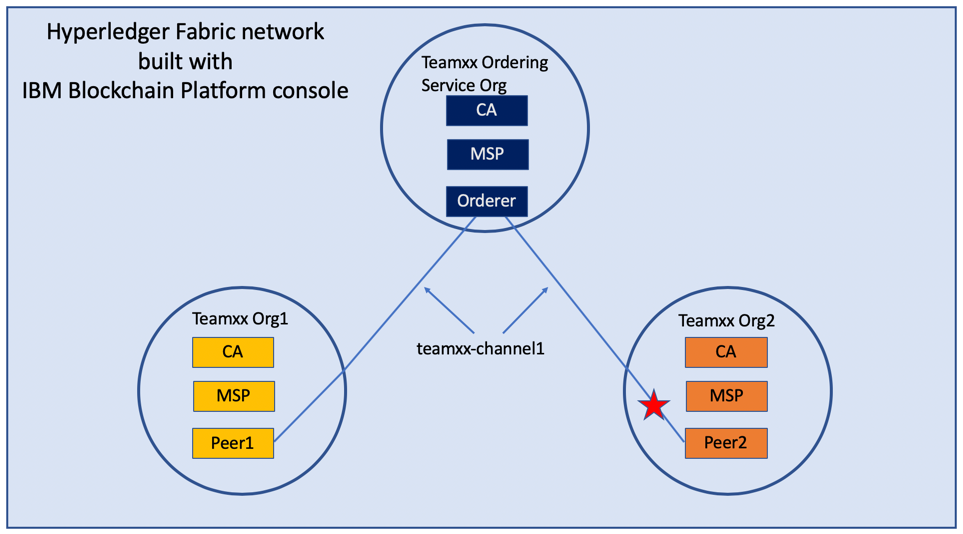 Hyperledger Fabric network
built with
IBM Blockchain Platform console
Teamxx Ordering
Service Org
CA
MSP
Orderer
Teamxx Org1
CA
MSP
Peer1
teamxx-channel1
Teamxx Org2
CA
MSP
Peer2